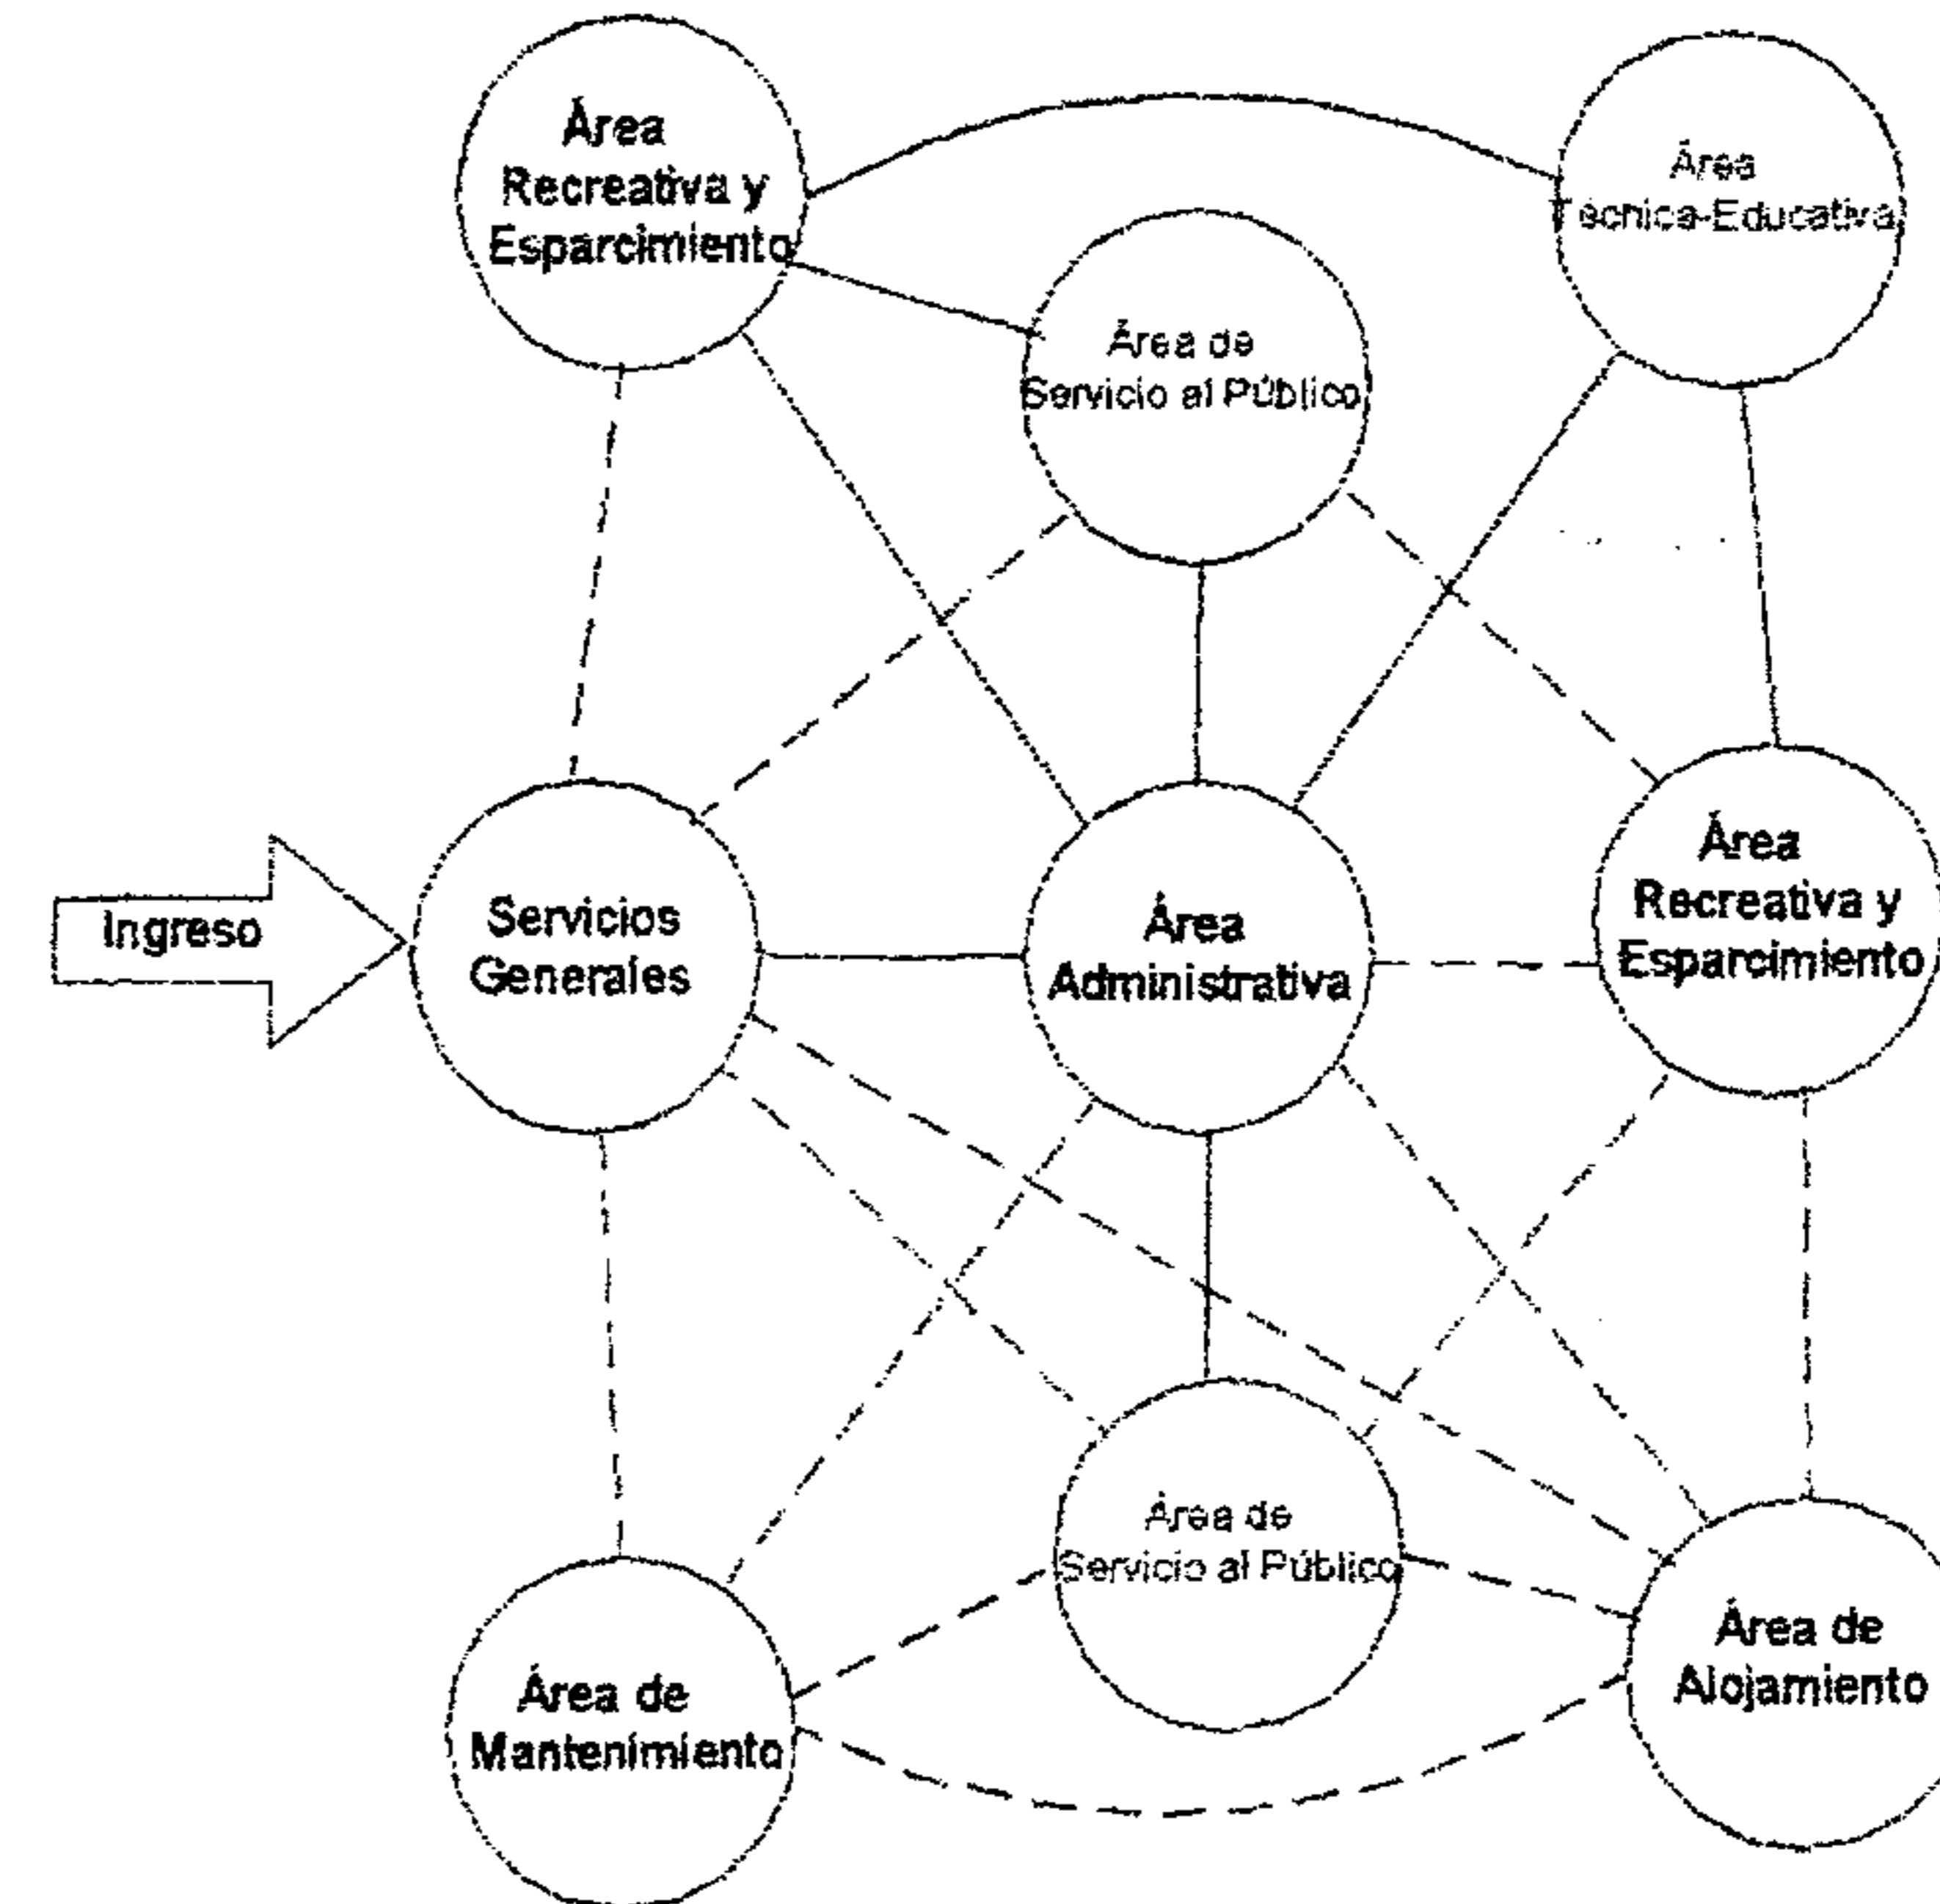 Área
Recreativa y
Esparcimiento
Área
Técnica-Educativa
Área de
Servicio al Público
Ingreso
Servicios
Generales
Área
Administrativa
Área
Recreativa y
Esparcimiento
Área de
Servicio al Público
Área de
Mantenimiento
Área de
Alojamiento